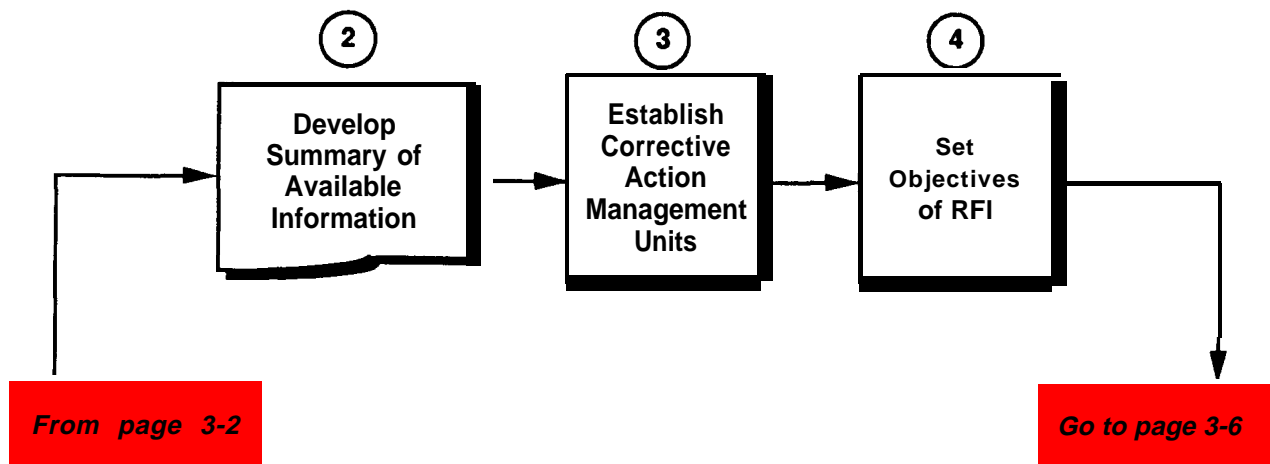 2
3
4
Develop
Summary of
Available
Information
Establish
Corrective
Action
Management
Units
Set
Objectives
of RFI
From page 3-2
Go to page 3-6